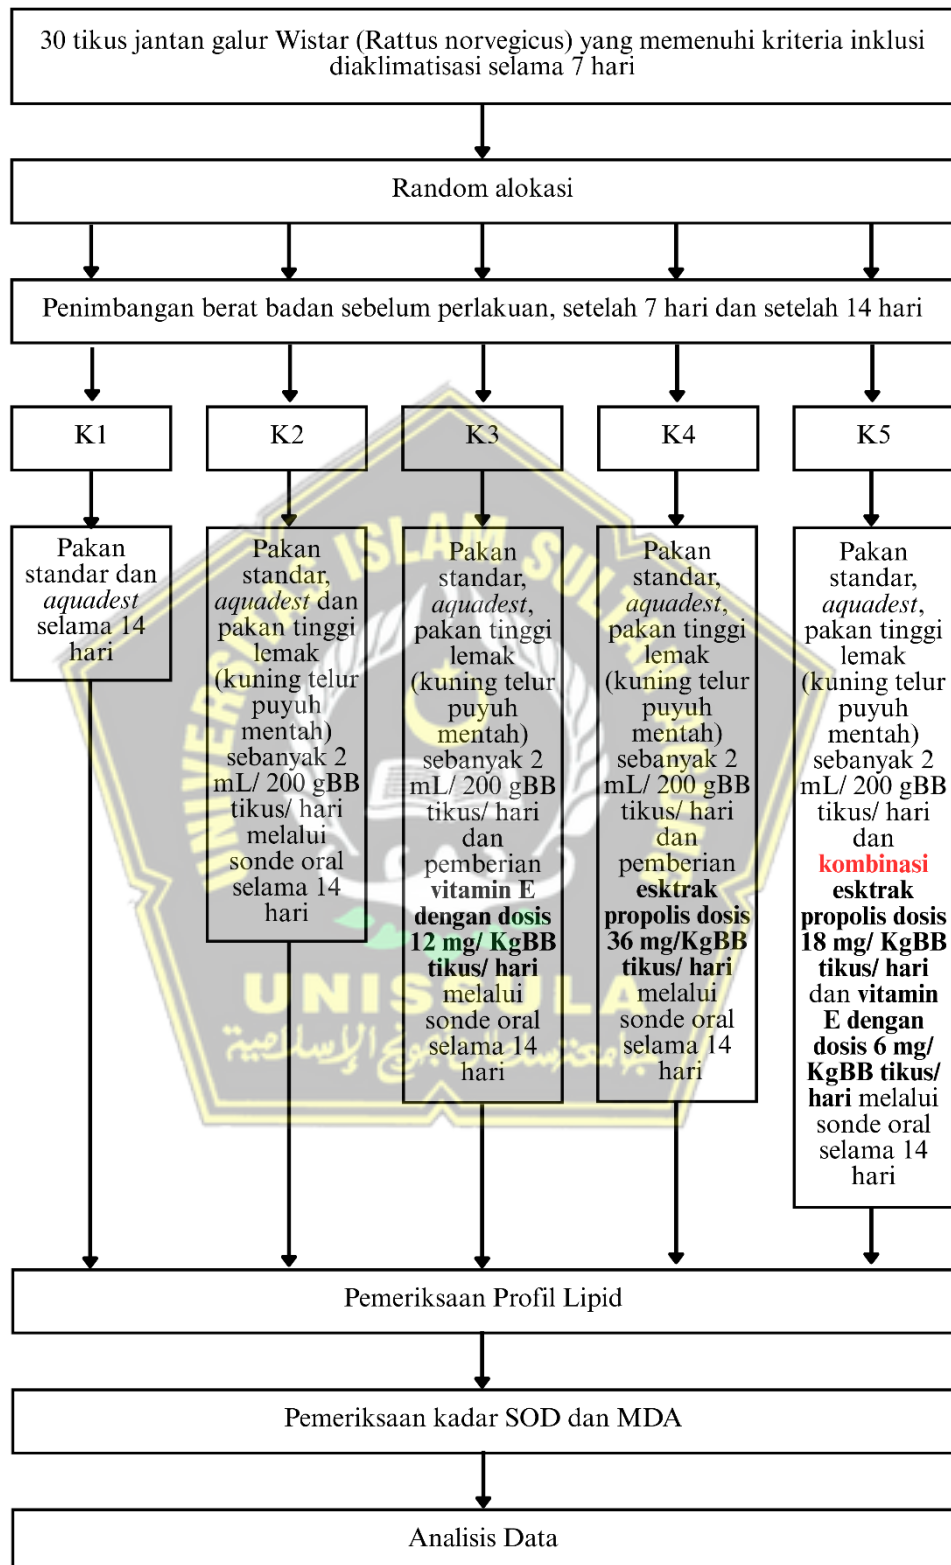 30 tikus jantan galur Wistar (Rattus norvegicus) yang memenuhi kriteria inklusi
diaklimatisasi selama 7 hari
Random alokasi
Penimbangan berat badan sebelum perlakuan, setelah 7 hari dan setelah 14 hari
K1
K2
K3
K4
K5
Pakan
standar dan
aquadest
selama 14
hari
Pakan
standar,
aquadest dan
pakan tinggi
lemak
(kuning telur
puyuh
mentah)
sebanyak 2
mL/ 200 gBB
tikus/ hari
melalui
sonde oral
selama 14
hari
Pakan
standar,
aquadest,
pakan tinggi
lemak
(kuning telur
puyuh
mentah)
sebanyak 2
mL/ 200 gBB
tikus/ hari
dan
pemberian
vitamin E
dengan dosis
12 mg/ KgBB
tikus/ hari
melalui
sonde oral
selama 14
hari
Pakan
standar,
aquadest,
pakan tinggi
lemak
(kuning telur
puyuh
mentah)
sebanyak 2
mL/ 200 gBB
tikus/ hari
dan
pemberian
esktrak
propolis dosis
36 mg/KgBB
tikus/ hari
melalui
sonde oral
selama 14
hari
Pakan
standar,
aquadest,
pakan tinggi
lemak
(kuning telur
puyuh
mentah)
sebanyak 2
mL/ 200 gBB
tikus/ hari
dan
kombinasi
esktrak
propolis dosis
18 mg/ KgBB
tikus/ hari
dan vitamin
E dengan
dosis 6 mg/
KgBB tikus/
hari melalui
sonde oral
selama 14
hari
UNIVERSITAS ISLAM SULTAN AGUNG
UNISSULA
جامعنسلطان أجونج الإسلامية
Pemeriksaan Profil Lipid
Pemeriksaan kadar SOD dan MDA
Analisis Data